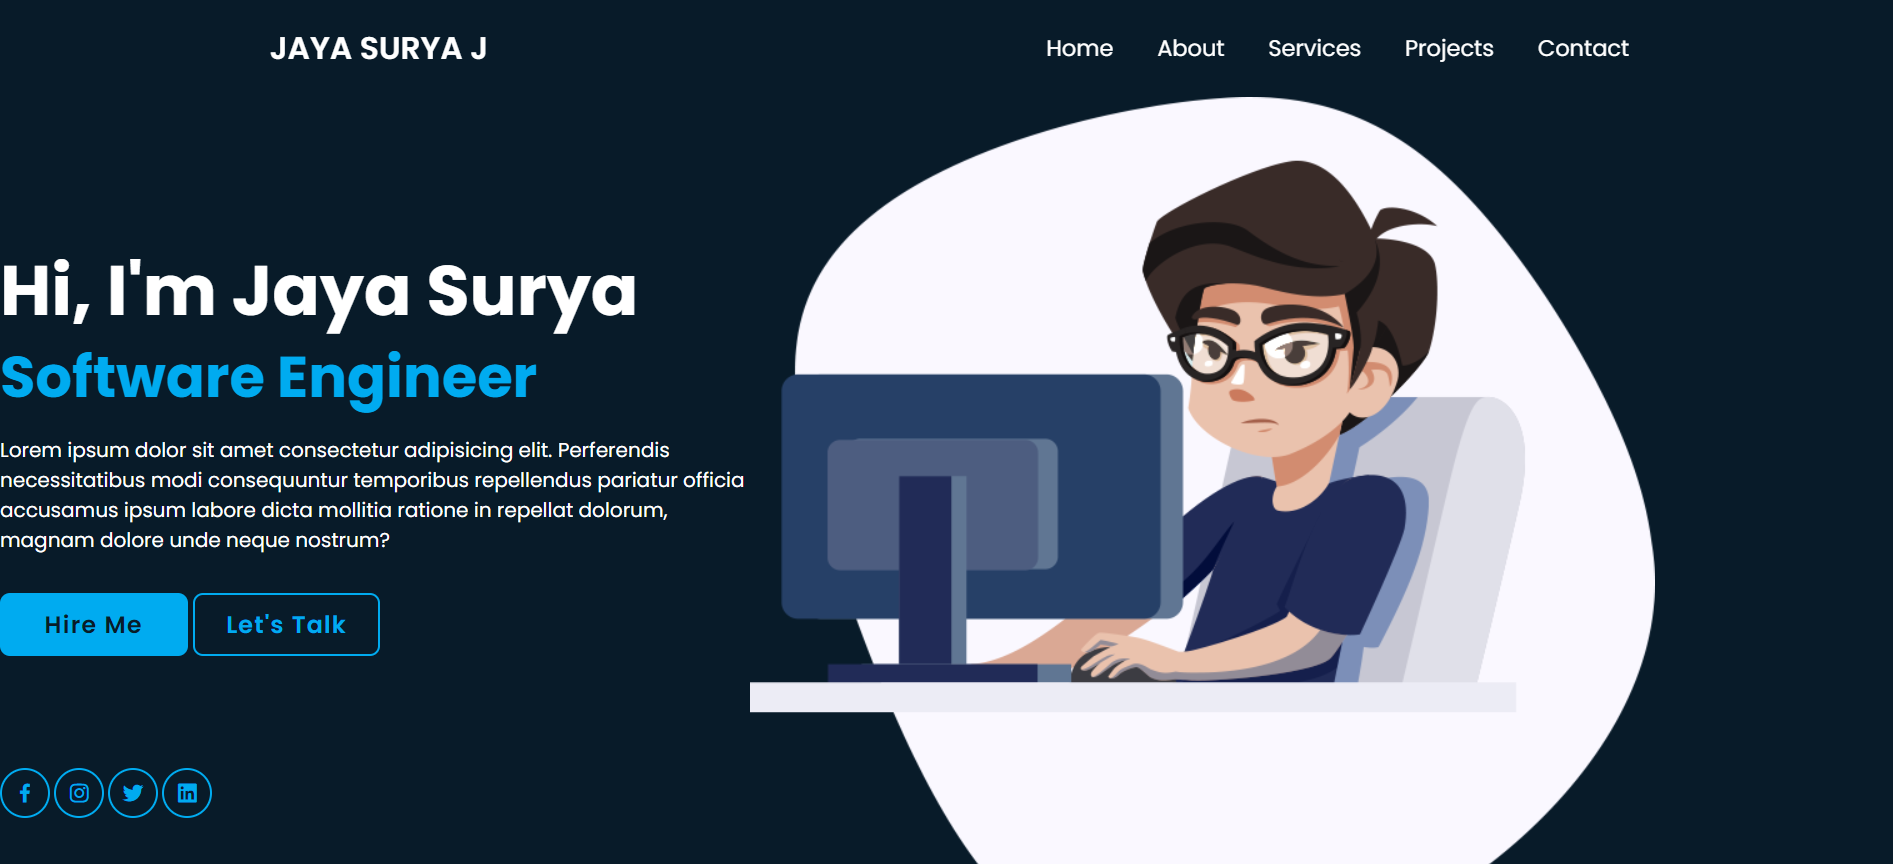 JAYA SURYA J
Home About Services Projects Contact
Hi, I'm Jaya Surya
Software Engineer
Lorem ipsum dolor sit amet consectetur adipisicing elit. Perferendis
necessitatibus modi consequuntur temporibus repellendus pariatur officia
accusamus ipsum labore dicta mollitia ratione in repellat dolorum,
magnam dolore unde neque nostrum?
Hire Me Let's Talk